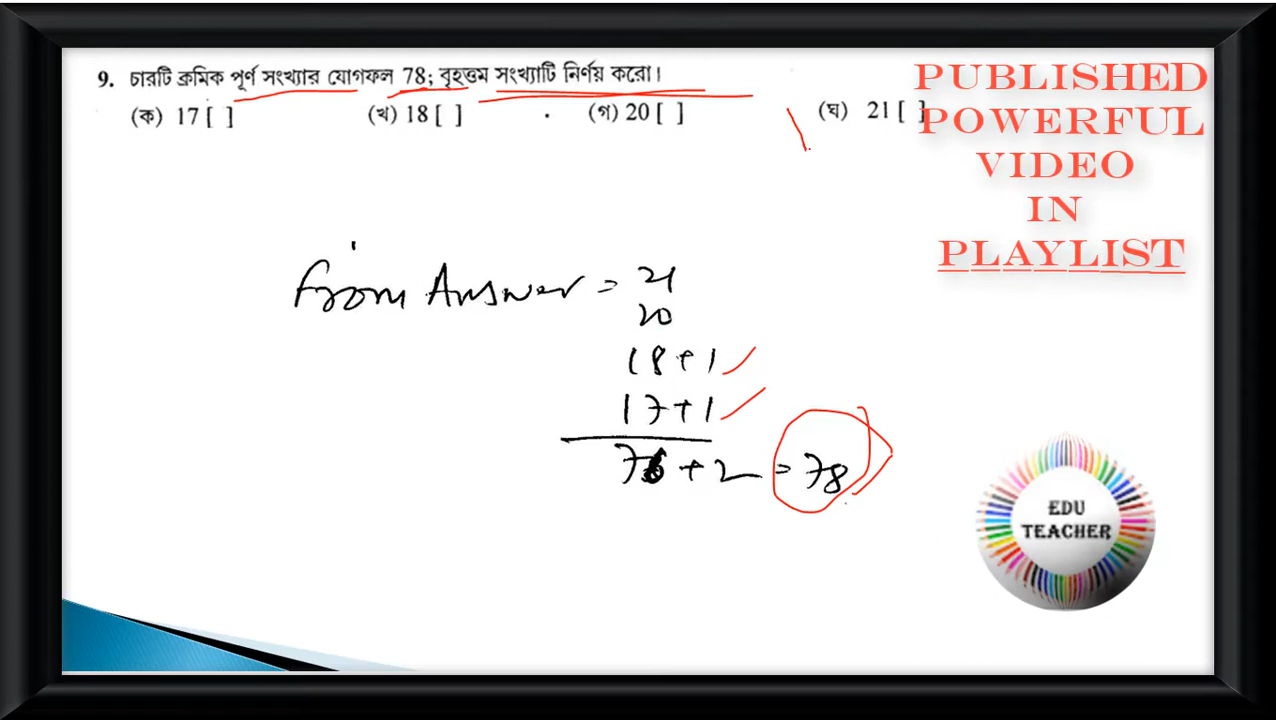 9. চারটি ক্রমিক পূর্ণ সংখ্যার যোগফল 78; বৃহত্তম সংখ্যাটি নির্ণয় করো।
(ক) 17 [ ] (খ) 18 [ ] (গ) 20 [ ] (ঘ) 21 [ ]
PUBLISHED
POWERFUL
VIDEO
IN
PLAYLIST
From Answer = 21
20
18+1
17+1
76+2 = 78
EDU
TEACHER